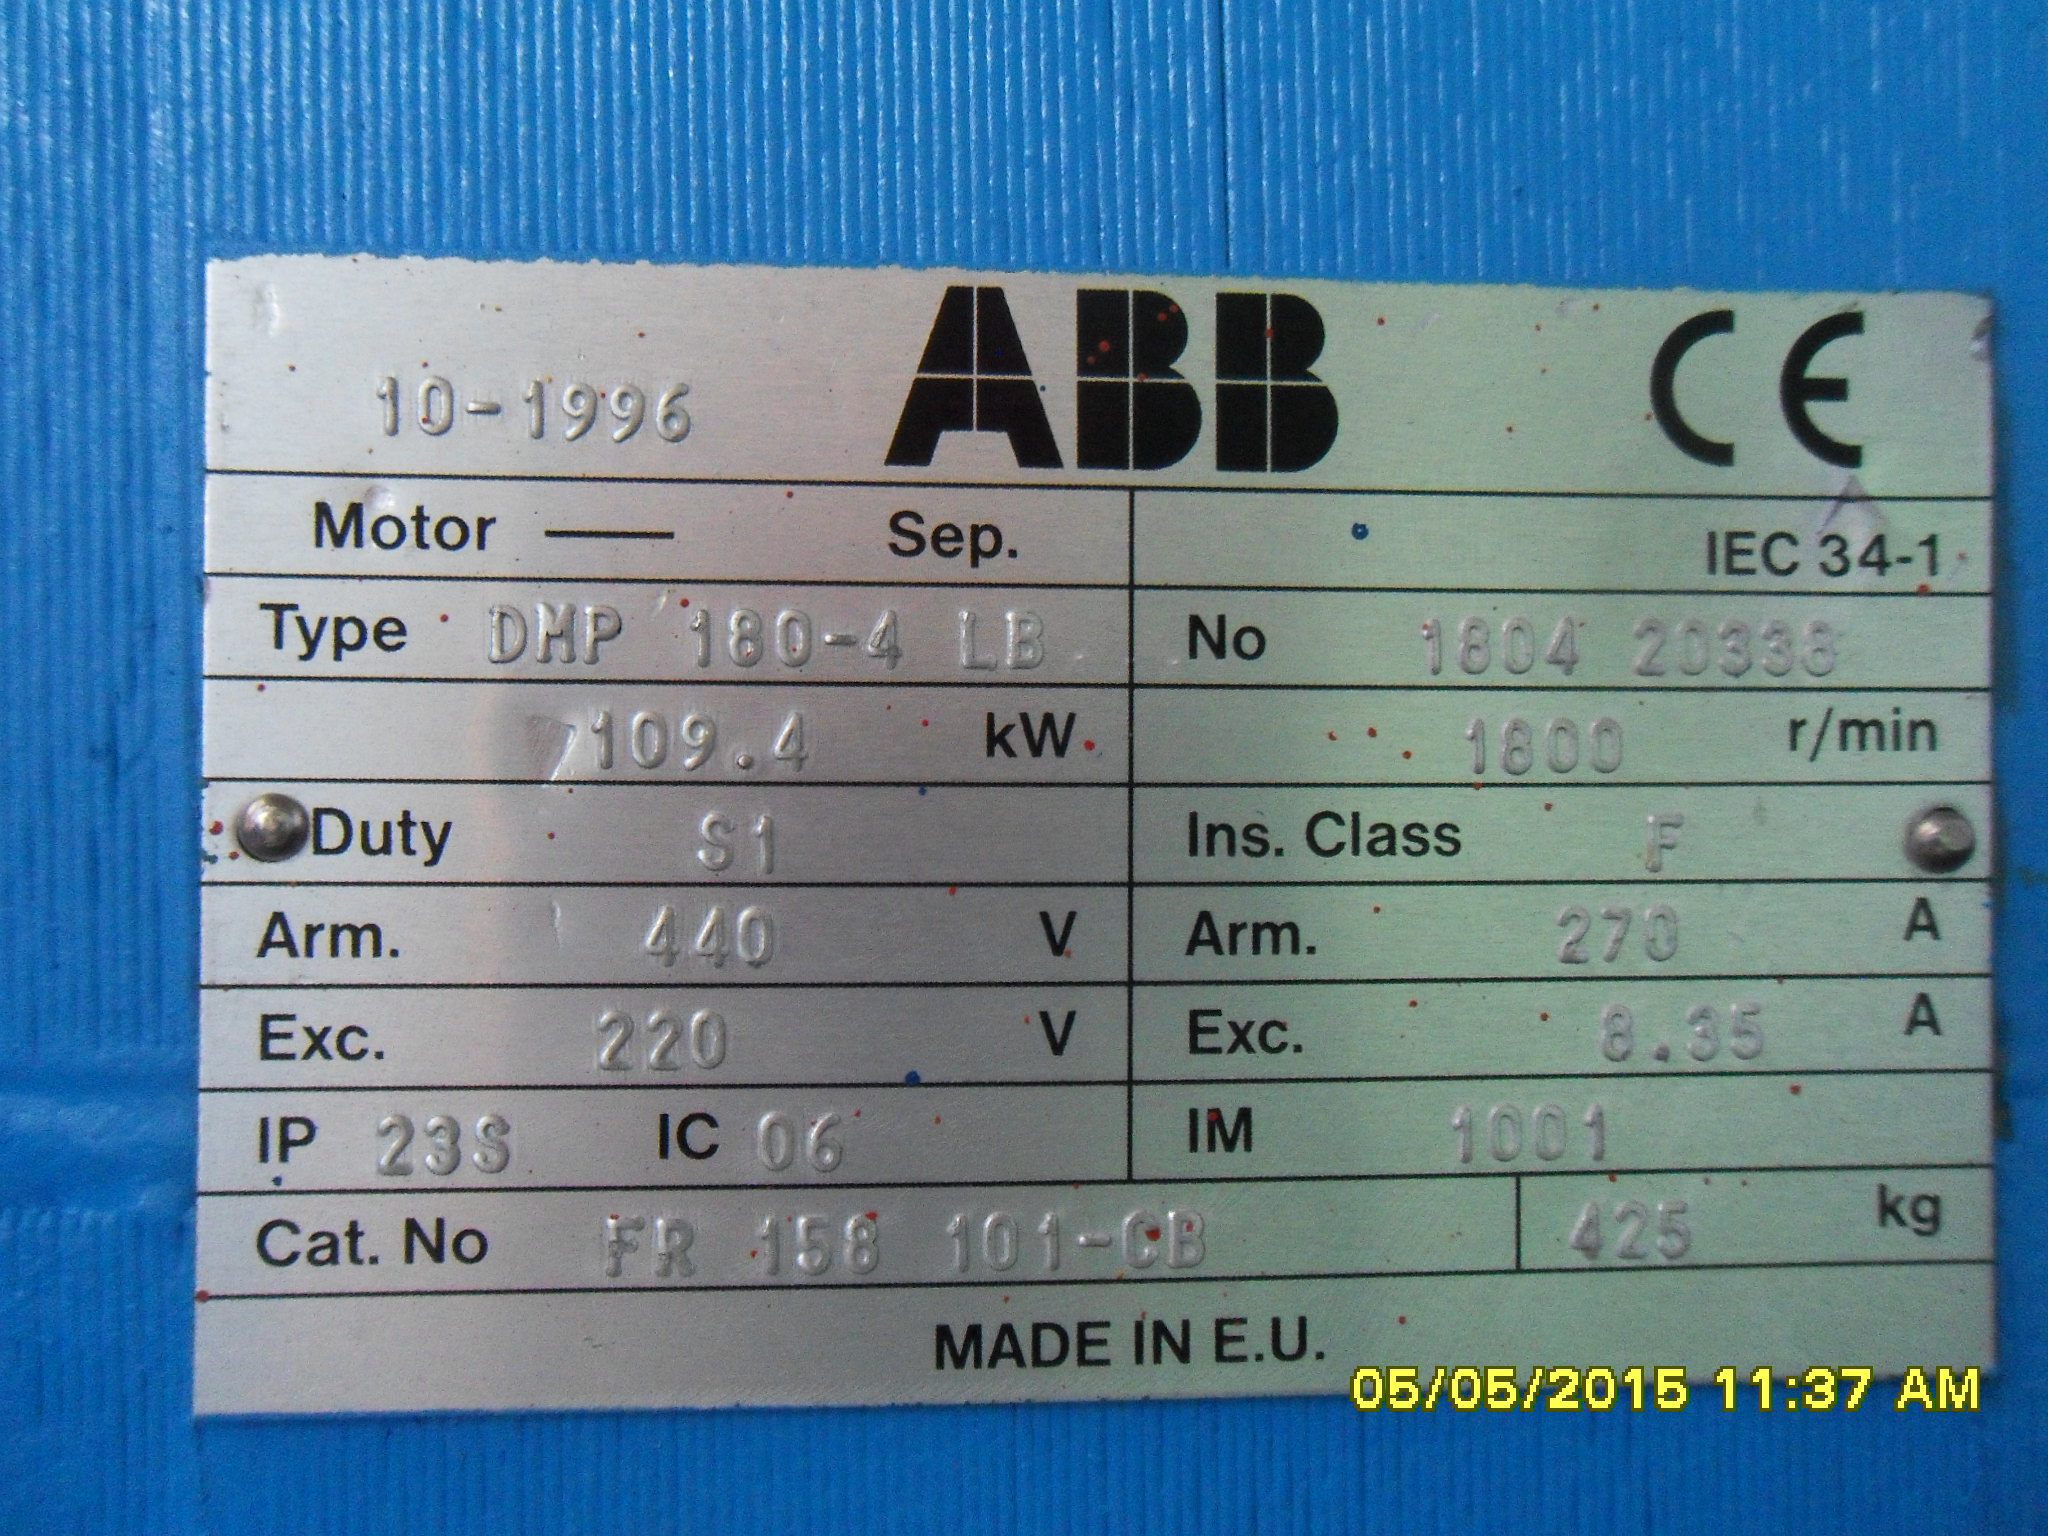 10-1996 ABB CE
Motor — Sep. IEC 34-1
Type DMP 180-4 LB No 1804 20338
109.4 kW 1800 r/min
Duty S1 Ins. Class F
Arm. 440 V Arm. 270 A
Exc. 220 V Exc. 8.35 A
IP 23S IC 06 IM 1001
Cat. No FR 158 101-CB 425 kg
MADE IN E.U.
05/05/2015 11:37 AM